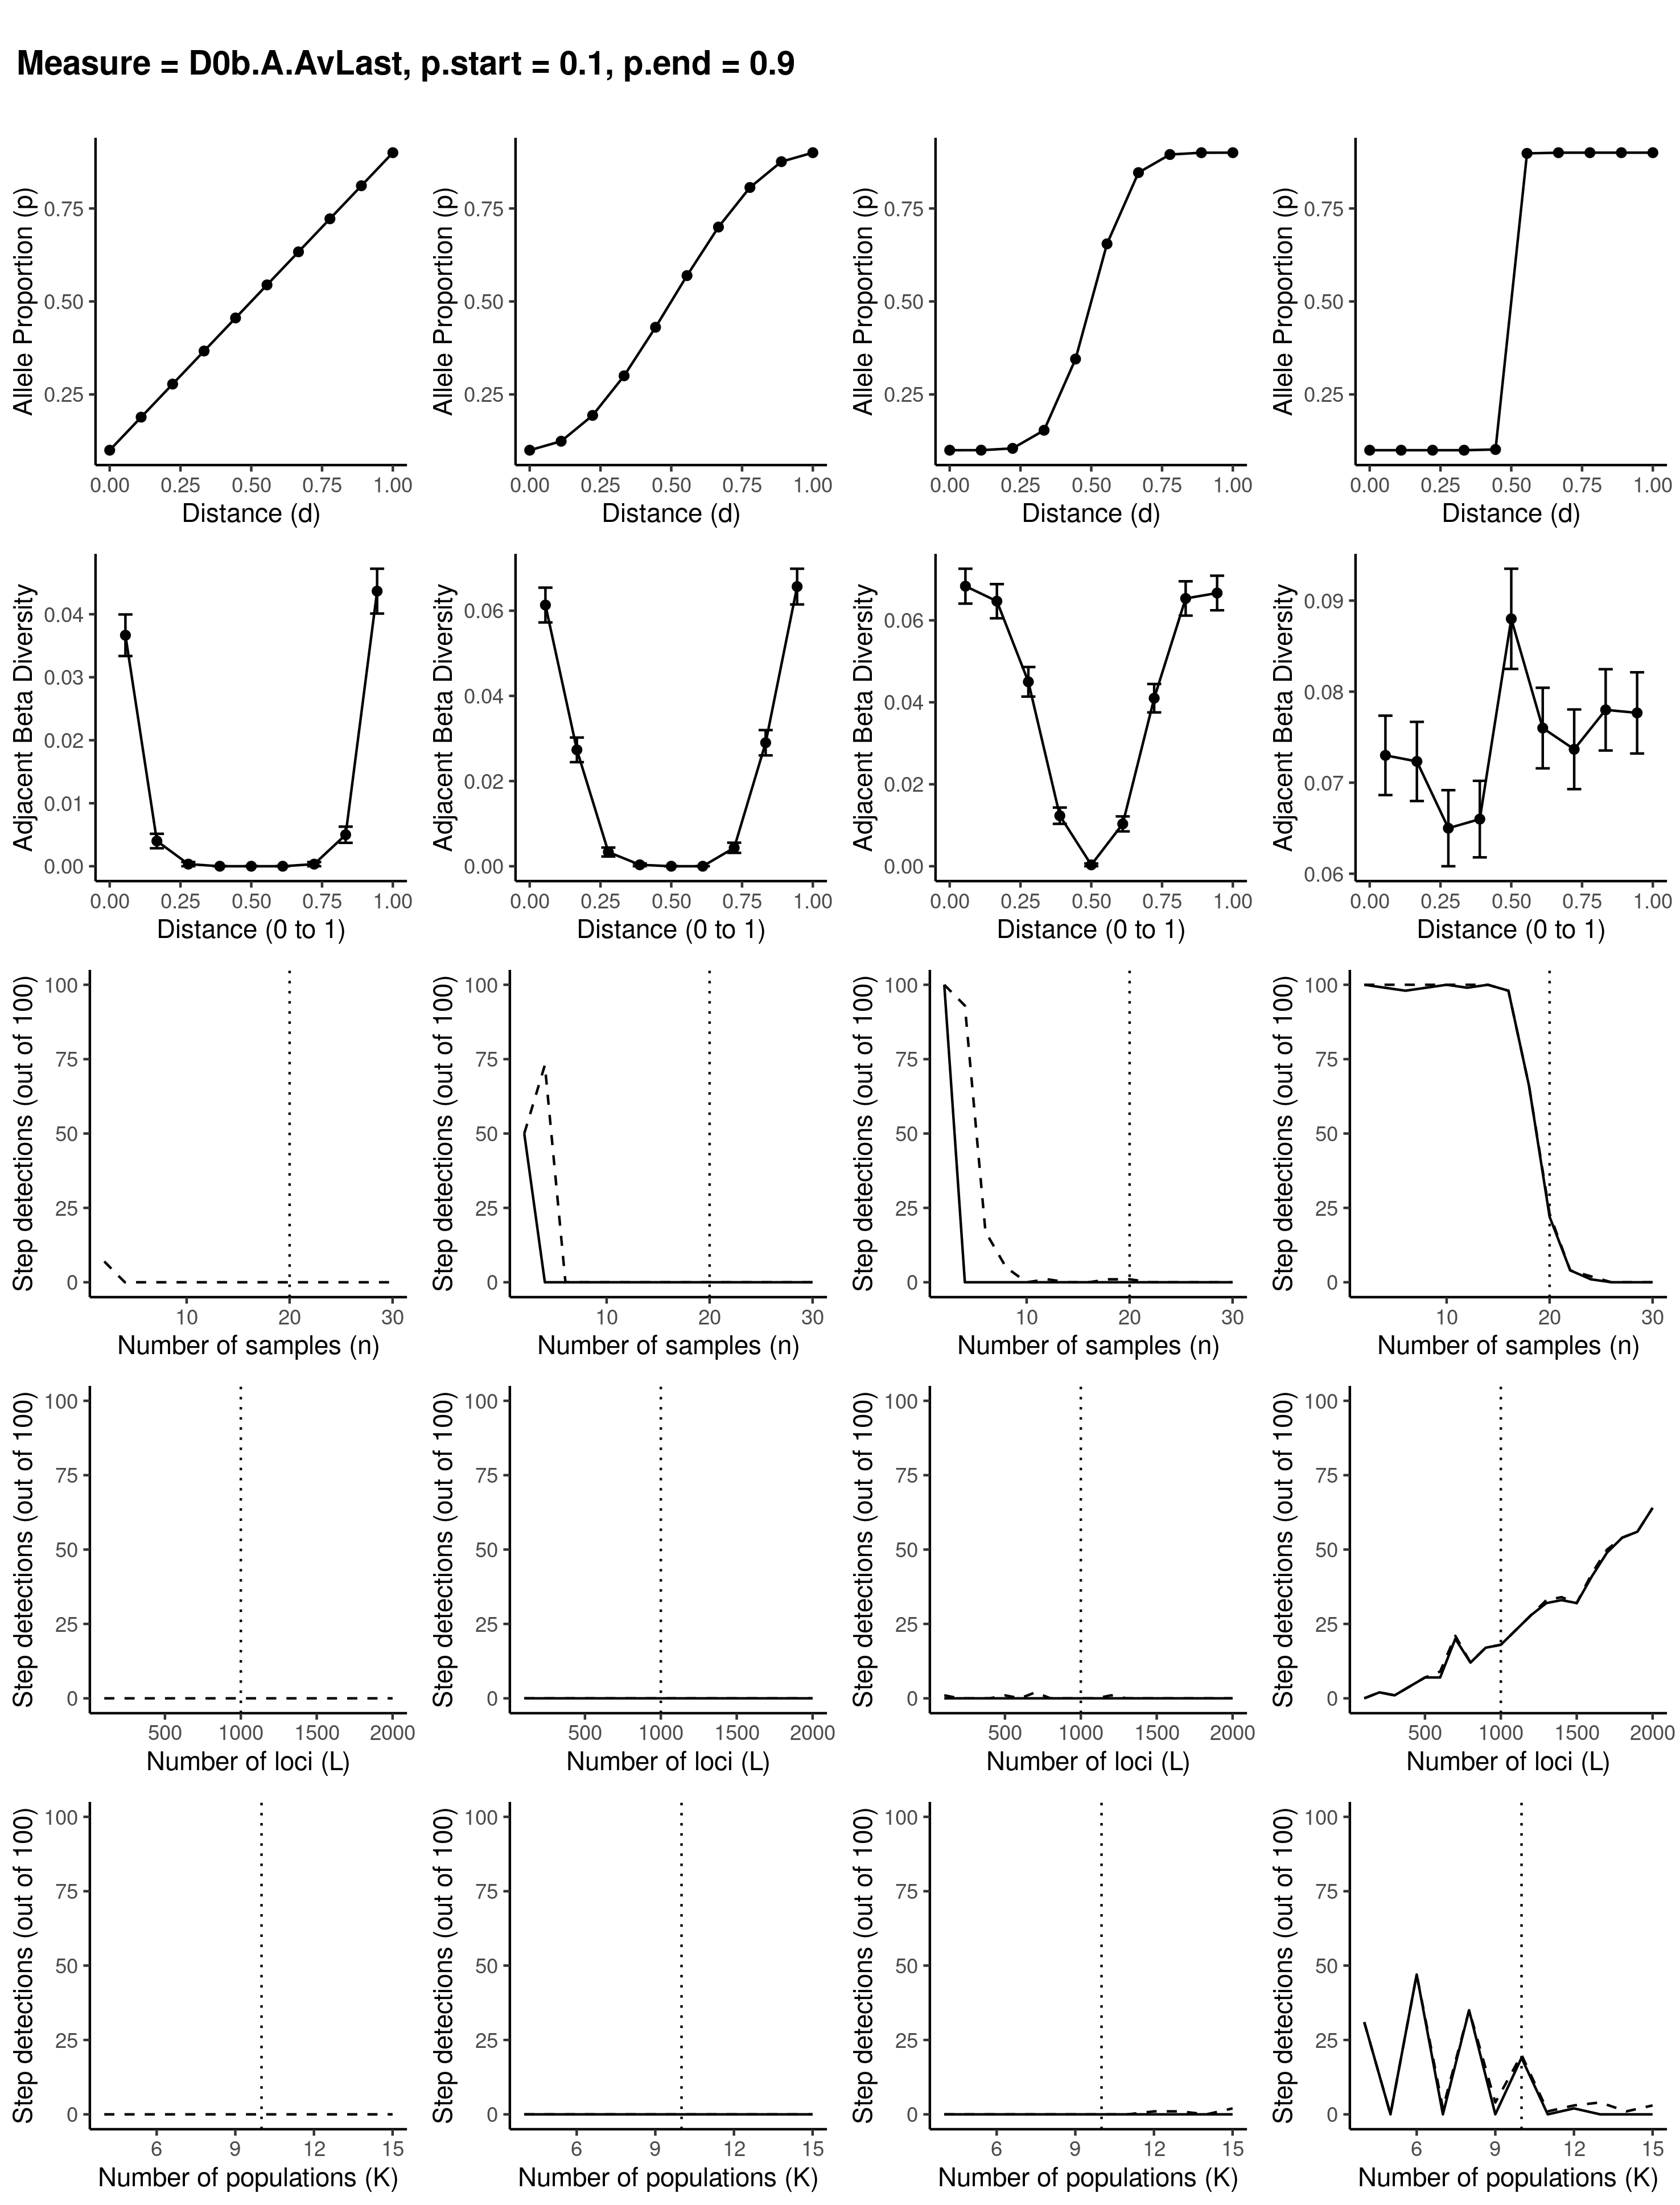 Measure = D0b.A.AvLast, p.start = 0.1, p.end = 0.9
Allele Proportion (p)
0.75
0.50
0.25
0.00 0.25 0.50 0.75 1.00
Distance (d)
Allele Proportion (p)
0.75
0.50
0.25
0.00 0.25 0.50 0.75 1.00
Distance (d)
Allele Proportion (p)
0.75
0.50
0.25
0.00 0.25 0.50 0.75 1.00
Distance (d)
Allele Proportion (p)
0.75
0.50
0.25
0.00 0.25 0.50 0.75 1.00
Distance (d)
Adjacent Beta Diversity
0.04
0.03
0.02
0.01
0.00
0.00 0.25 0.50 0.75 1.00
Distance (0 to 1)
Adjacent Beta Diversity
0.06
0.04
0.02
0.00
0.00 0.25 0.50 0.75 1.00
Distance (0 to 1)
Adjacent Beta Diversity
0.06
0.04
0.02
0.00
0.00 0.25 0.50 0.75 1.00
Distance (0 to 1)
Adjacent Beta Diversity
0.09
0.08
0.07
0.06
0.00 0.25 0.50 0.75 1.00
Distance (0 to 1)
Step detections (out of 100)
100
75
50
25
0
10 20 30
Number of samples (n)
Step detections (out of 100)
100
75
50
25
0
10 20 30
Number of samples (n)
Step detections (out of 100)
100
75
50
25
0
10 20 30
Number of samples (n)
Step detections (out of 100)
100
75
50
25
0
10 20 30
Number of samples (n)
Step detections (out of 100)
100
75
50
25
0
500 1000 1500 2000
Number of loci (L)
Step detections (out of 100)
100
75
50
25
0
500 1000 1500 2000
Number of loci (L)
Step detections (out of 100)
100
75
50
25
0
500 1000 1500 2000
Number of loci (L)
Step detections (out of 100)
100
75
50
25
0
500 1000 1500 2000
Number of loci (L)
Step detections (out of 100)
100
75
50
25
0
6 9 12 15
Number of populations (K)
Step detections (out of 100)
100
75
50
25
0
6 9 12 15
Number of populations (K)
Step detections (out of 100)
100
75
50
25
0
6 9 12 15
Number of populations (K)
Step detections (out of 100)
100
75
50
25
0
6 9 12 15
Number of populations (K)